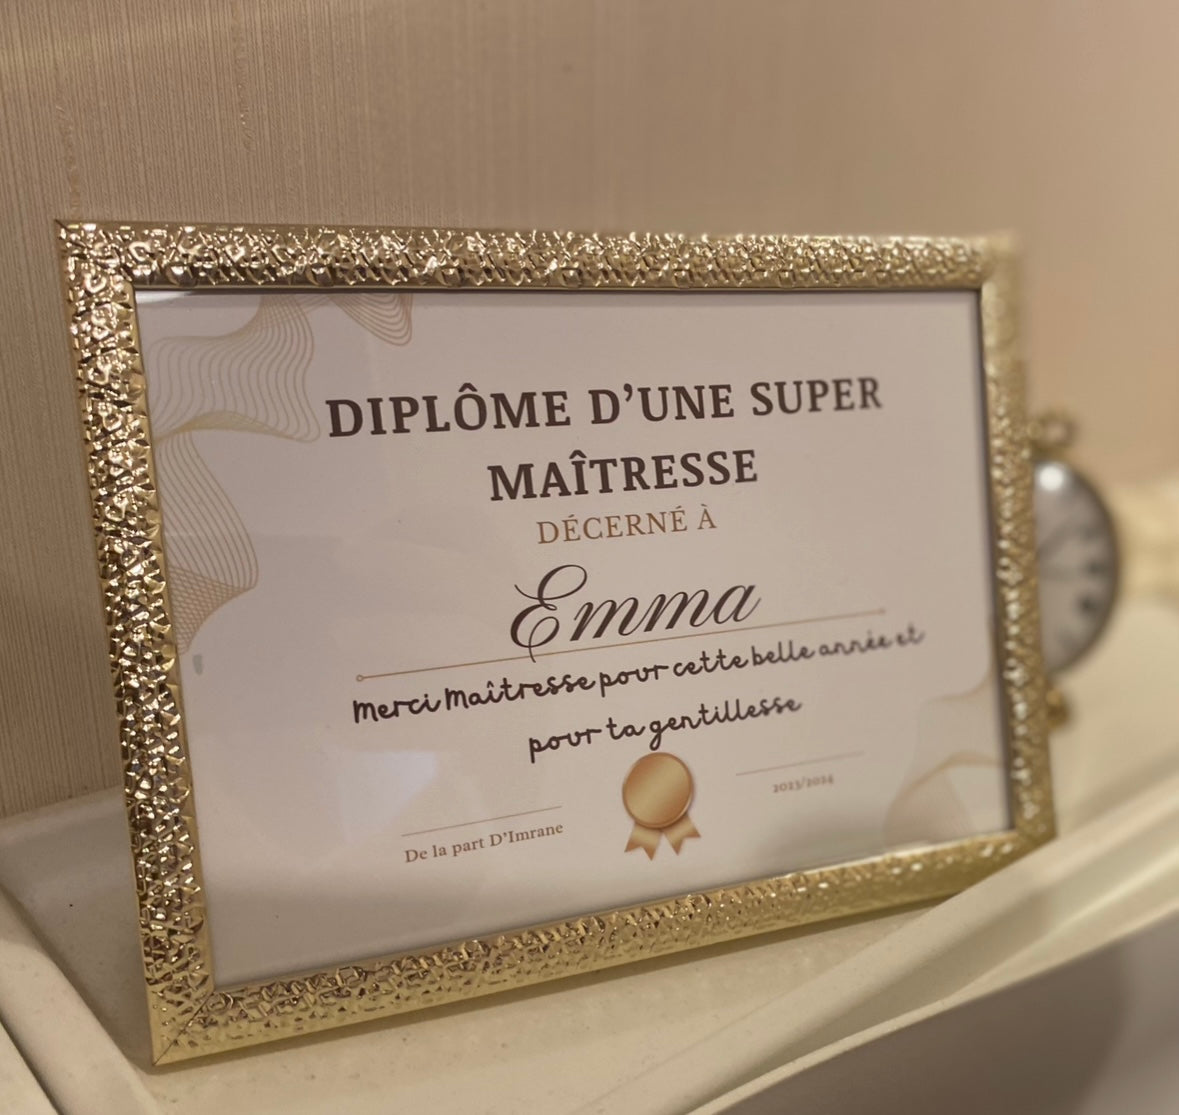 DIPLÔME D'UNE SUPER
MAÎTRESSE
DÉCERNÉ À
Emma
Merci Maîtresse pour cette belle année et
pour ta gentillesse
De la part D'Imrane
2023/2024